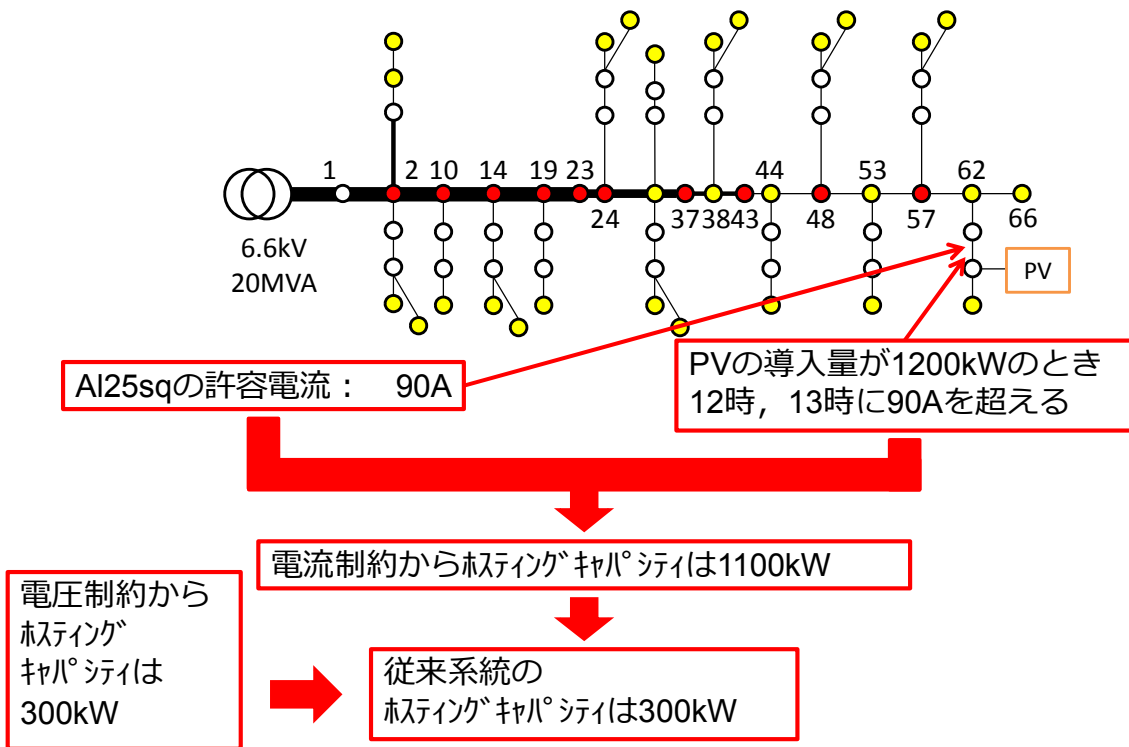 1
2
10
14
19
23
44
53
62
24
37
38
43
48
57
66
6.6kV
20MVA
PV
Al25sqの許容電流： 90A
PVの導入量が1200kWのとき
12時，13時に90Aを超える
電流制約からﾎｽﾃｨﾝｸﾞｷｬﾊﾟｼﾃｨは1100kW
電圧制約から
ﾎｽﾃｨﾝｸﾞ
ｷｬﾊﾟｼﾃｨは
300kW
従来系統の
ﾎｽﾃｨﾝｸﾞｷｬﾊﾟｼﾃｨは300kW